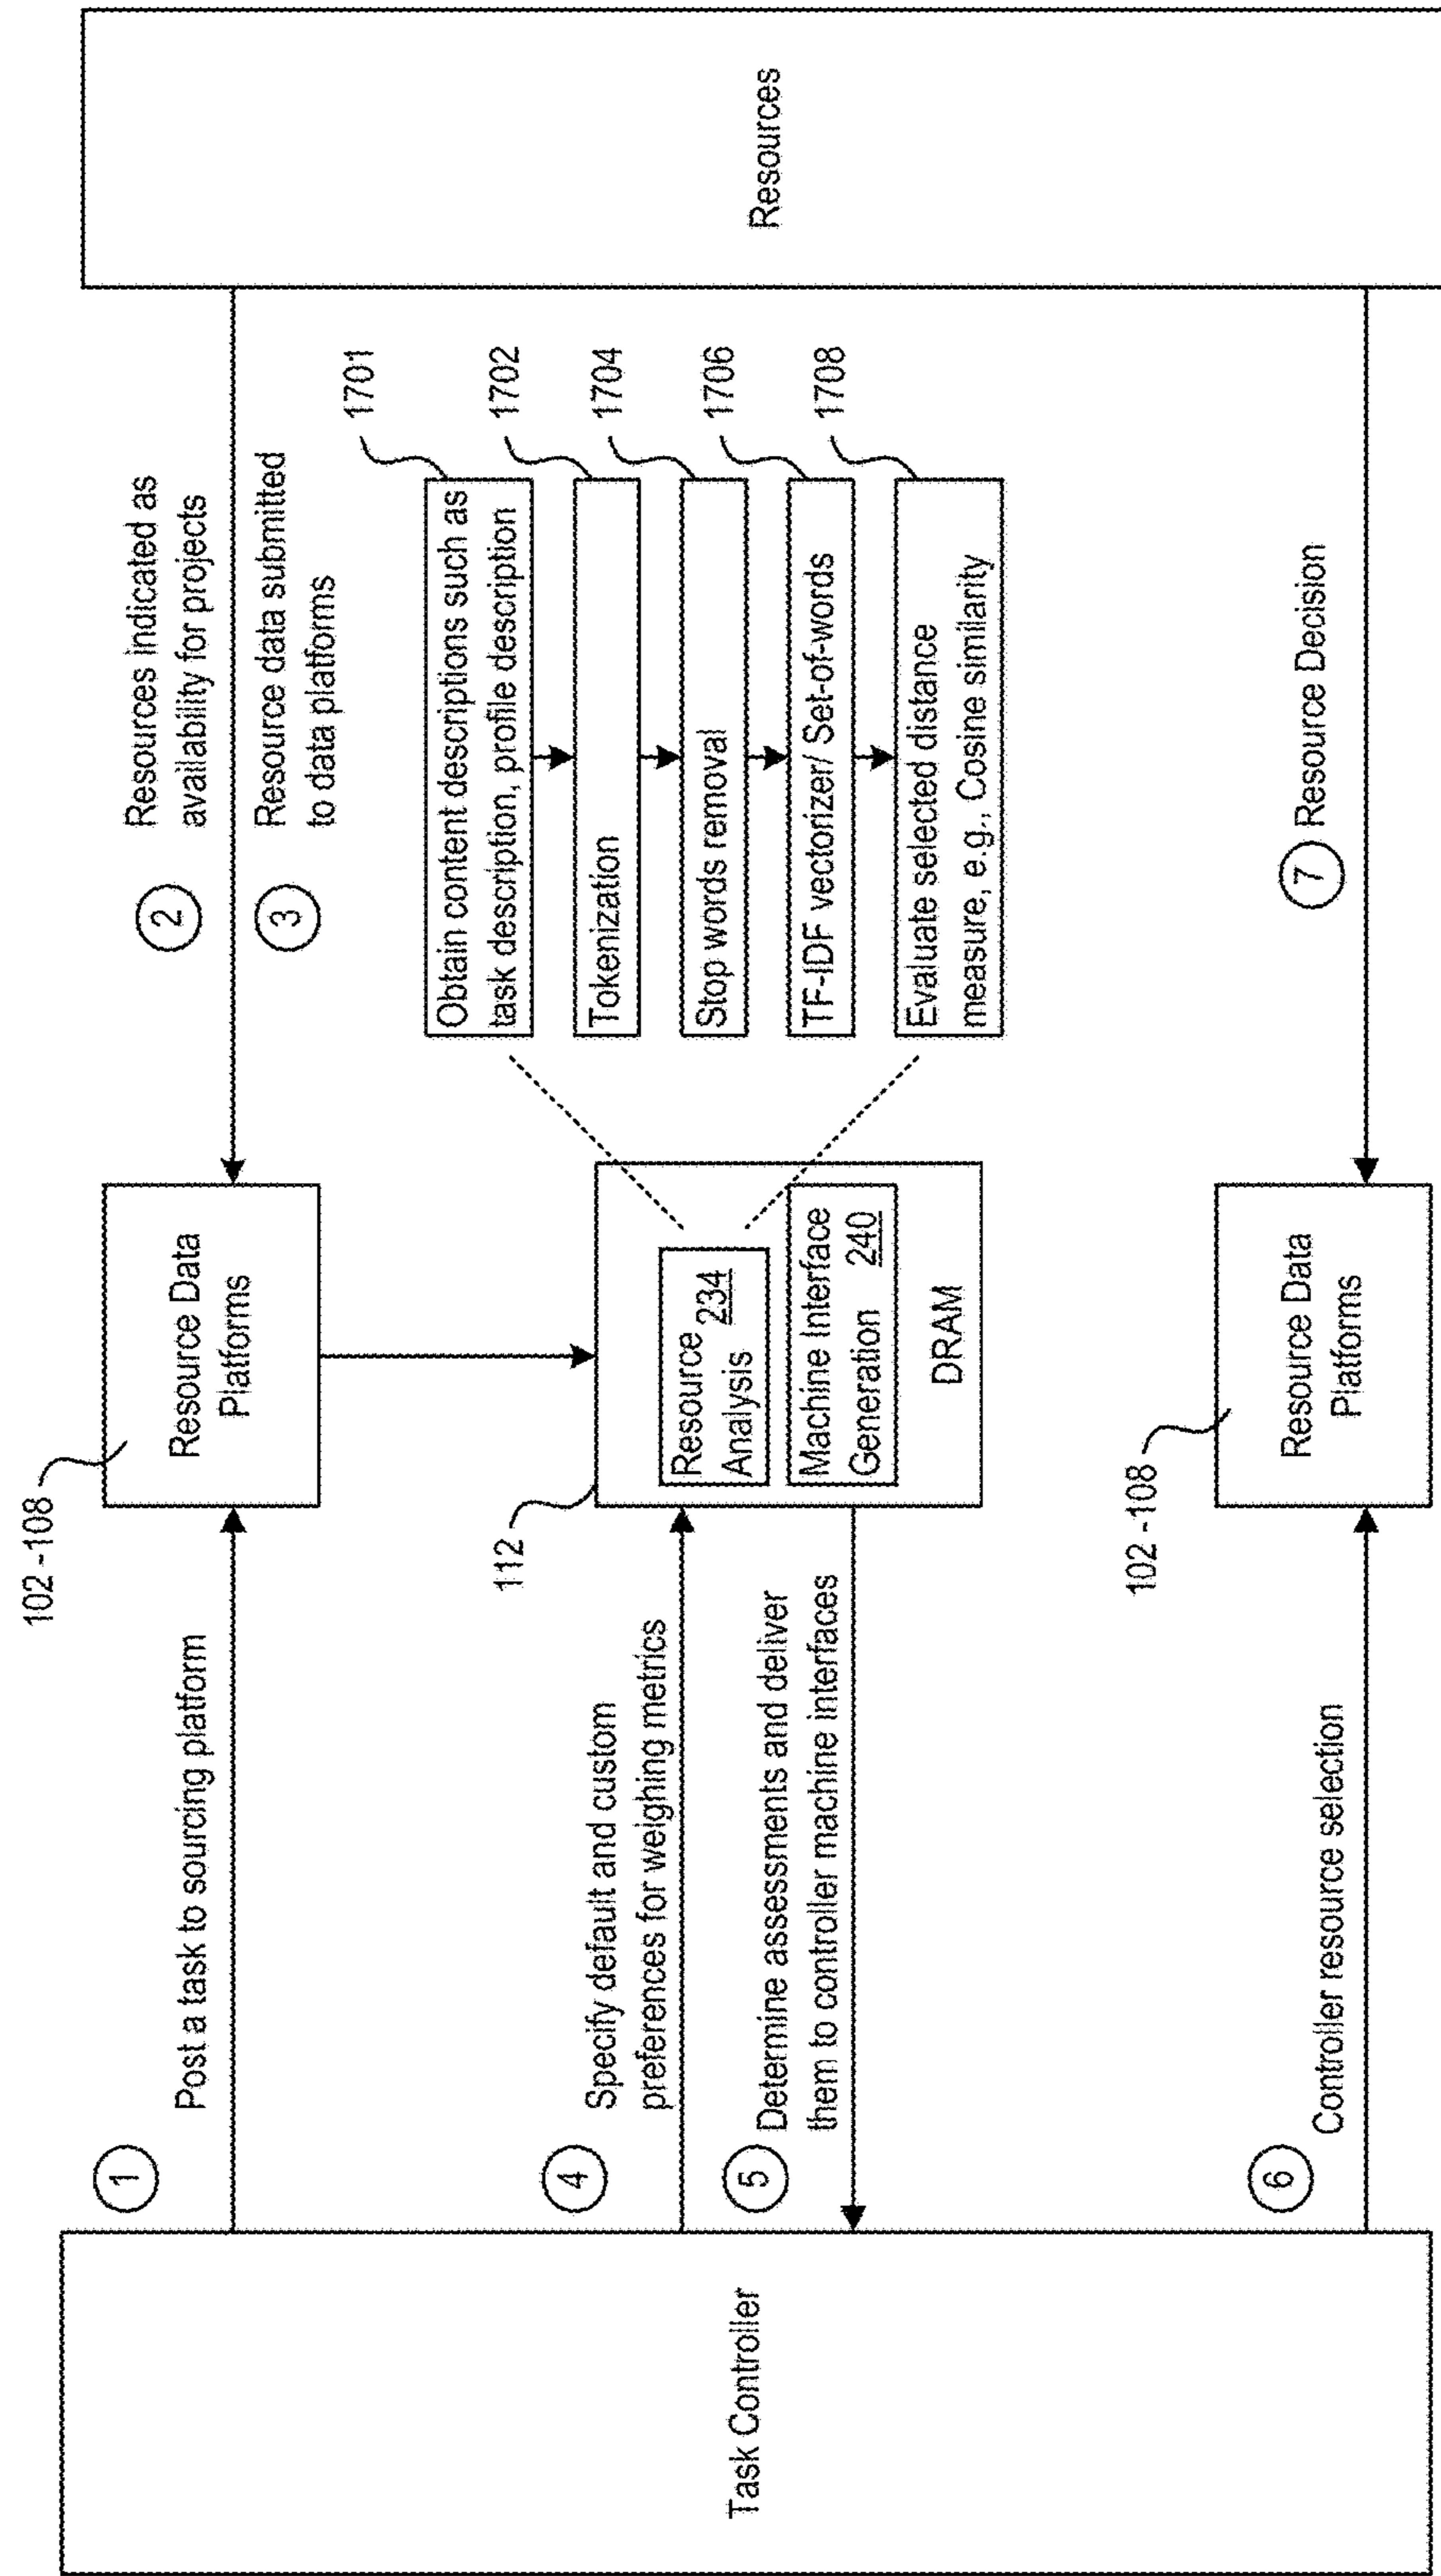 102 -108
1
Post a task to sourcing platform
Resource Data
Platforms
2
Resources indicated as
availability for projects
3
Resource data submitted
to data platforms
Task Controller
Resources
4
Specify default and custom
preferences for weighing metrics
112
Resource
Analysis 234
Machine Interface
Generation 240
DRAM
5
Determine assessments and deliver
them to controller machine interfaces
Obtain content descriptions such as
task description, profile description
1701
Tokenization
1702
Stop words removal
1704
TF-IDF vectorizer/ Set-of-words
1706
Evaluate selected distance
measure, e.g., Cosine similarity
1708
6
Controller resource selection
102 -108
Resource Data
Platforms
7
Resource Decision